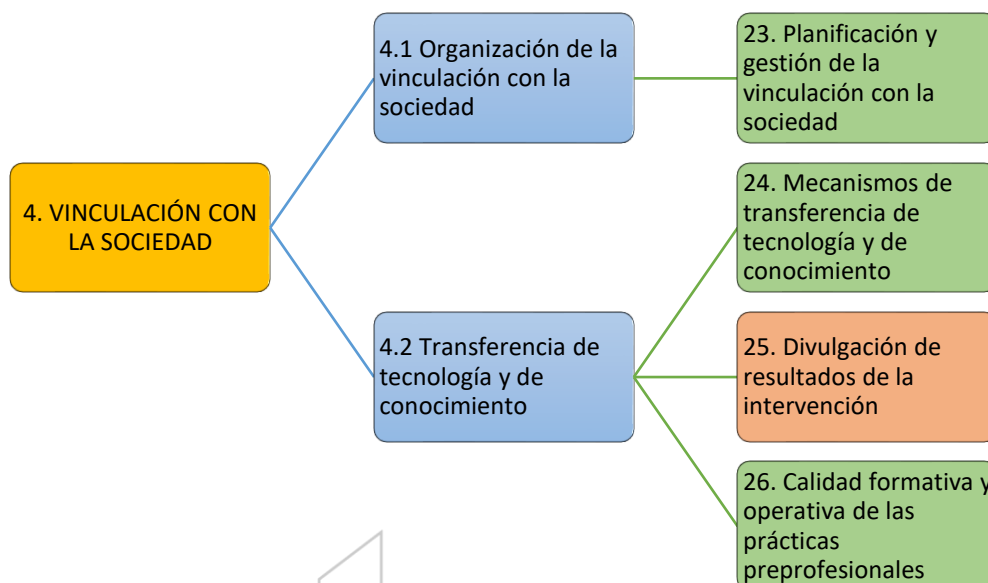 4. VINCULACIÓN CON
LA SOCIEDAD
4.1 Organización de la
vinculación con la
sociedad
4.2 Transferencia de
tecnología y de
conocimiento
23. Planificación y
gestión de la
vinculación con la
sociedad
24. Mecanismos de
transferencia de
tecnología y de
conocimiento
25. Divulgación de
resultados de la
intervención
26. Calidad formativa y
operativa de las
prácticas
preprofesionales